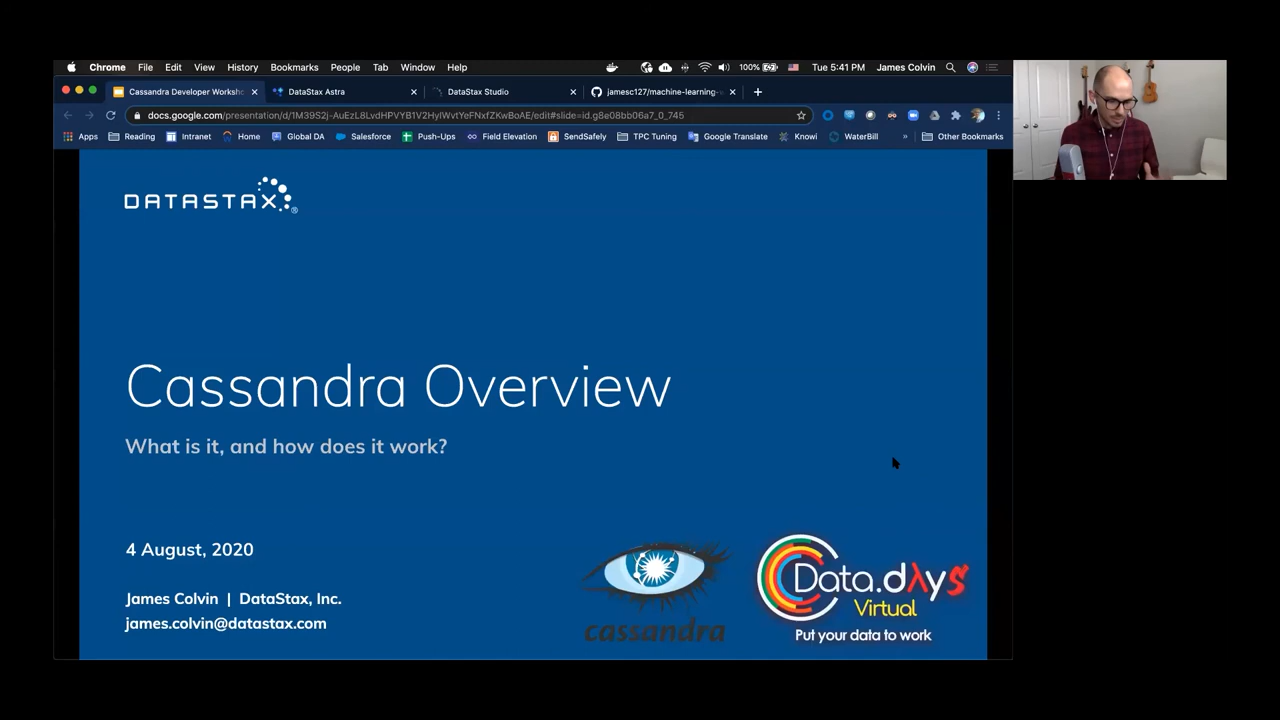 Chrome File Edit View History Bookmarks People Tab Window Help 100% Tue 5:41 PM James Colvin
Cassandra Developer Worksho DataStax Astra DataStax Studio jamesc127/machine-learning-
docs.google.com/presentation/d/1M39S2j-AuEzL8LvdHPVYB1V2HyIWvtYeFNxfZKwBoAE/edit#slide=id.g8e08bb06a7_0_745
Apps Reading Intranet Home Global DA Salesforce Push-Ups Field Elevation SendSafely TPC Tuning Google Translate Knowi WaterBill » Other Bookmarks
DATASTAX®
Cassandra Overview
What is it, and how does it work?
4 August, 2020
James Colvin | DataStax, Inc.
james.colvin@datastax.com
cassandra
Data.dAys
Virtual
Put your data to work